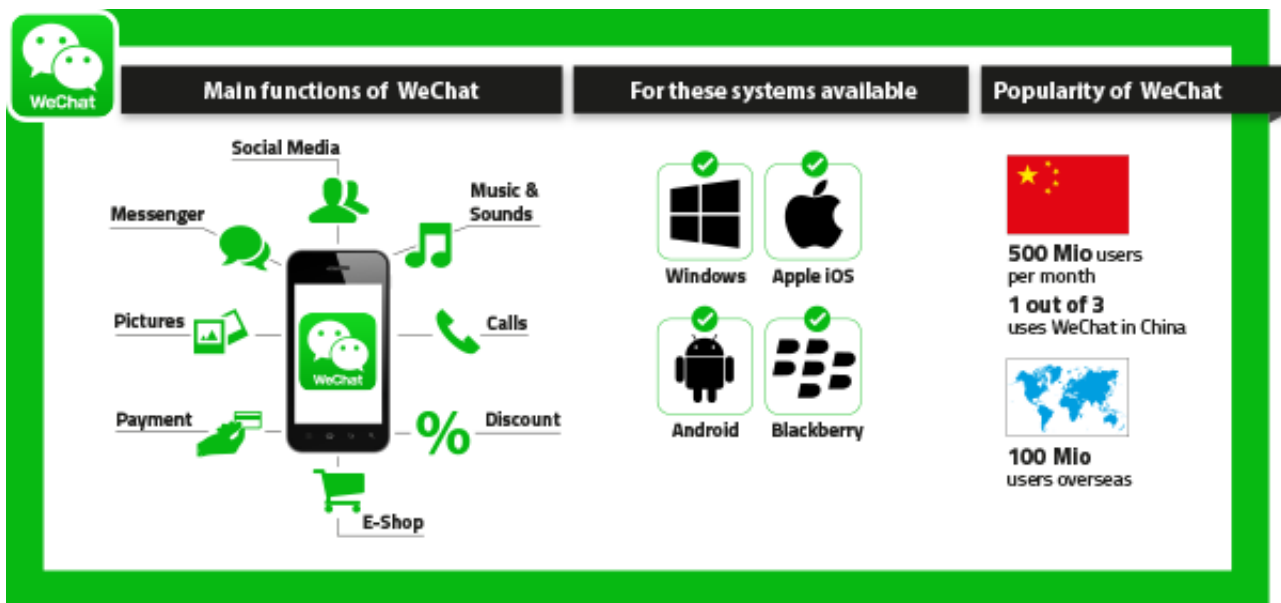 WeChat
Main functions of WeChat
For these systems available
Popularity of WeChat
Social Media
Music &
Sounds
Messenger
Pictures
Calls
WeChat
Payment
Discount
E-Shop
Windows
Apple iOS
Android
Blackberry
500 Mio users
per month
1 out of 3
uses WeChat in China
100 Mio
users overseas
%